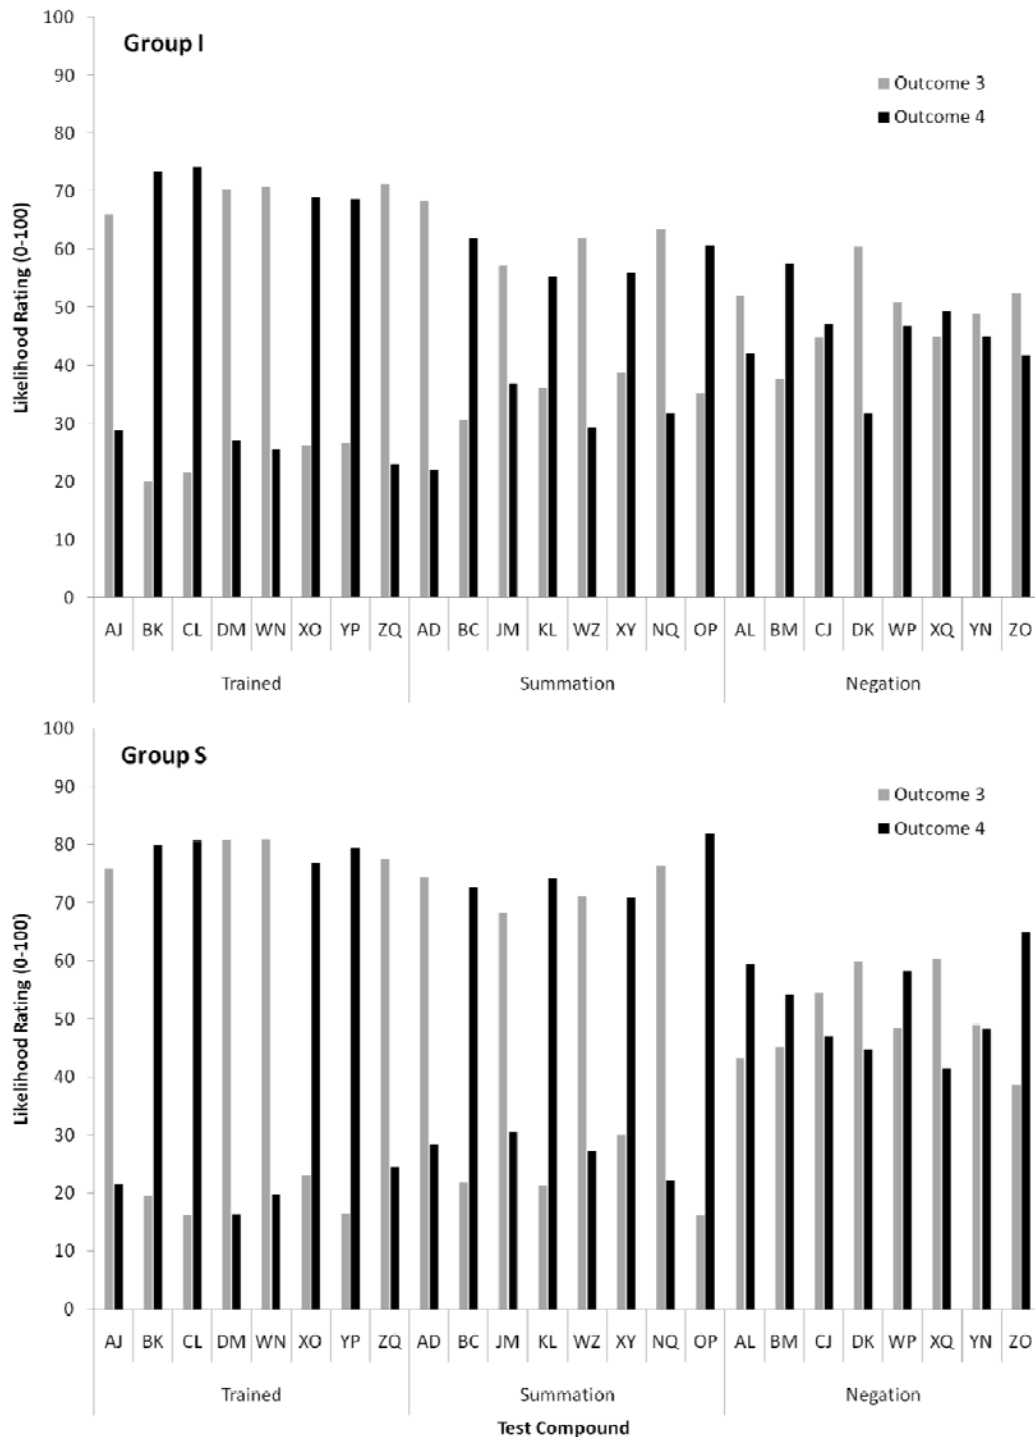 Group I
Outcome 3
Outcome 4
Likelihood Rating (0-100)
100
90
80
70
60
50
40
30
20
10
0
AJ BK CL DM WN XO YP ZQ AD BC JM KL WZ XY NQ OP AL BM CJ DK WP XQ YN ZO
Trained Summation Negation
Group S
Outcome 3
Outcome 4
Likelihood Rating (0-100)
100
90
80
70
60
50
40
30
20
10
0
AJ BK CL DM WN XO YP ZQ AD BC JM KL WZ XY NQ OP AL BM CJ DK WP XQ YN ZO
Trained Summation Negation
Test Compound